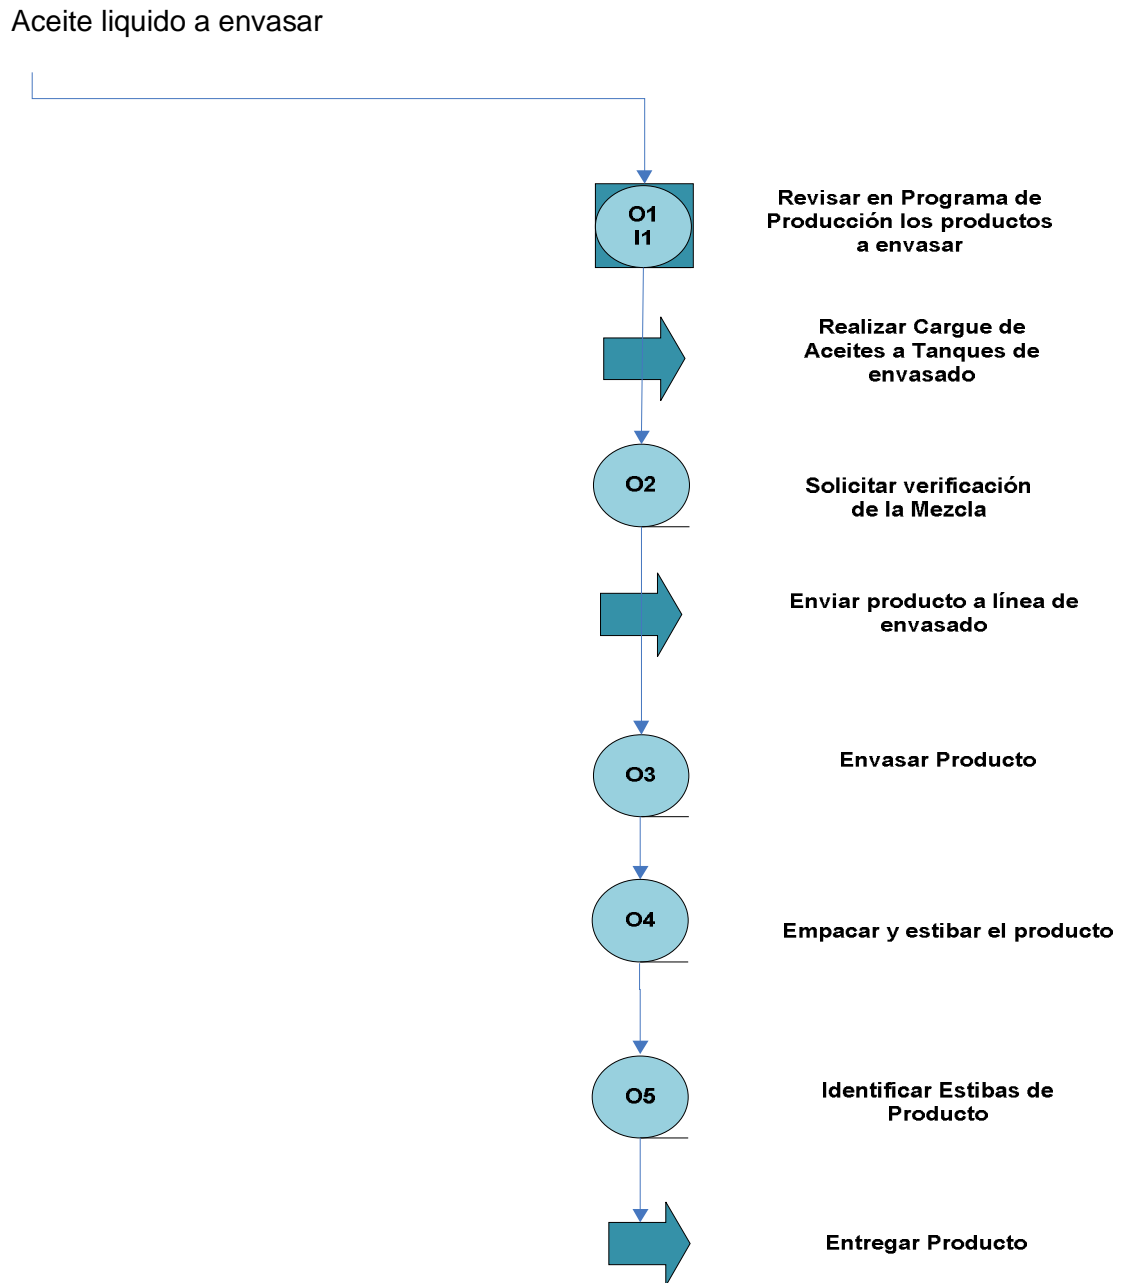 Aceite liquido a envasar
O1
I1
Revisar en Programa de
Producción los productos
a envasar
Realizar Cargue de
Aceites a Tanques de
envasado
O2
Solicitar verificación
de la Mezcla
Enviar producto a línea de
envasado
O3
Envasar Producto
O4
Empacar y estibar el producto
O5
Identificar Estibas de
Producto
Entregar Producto